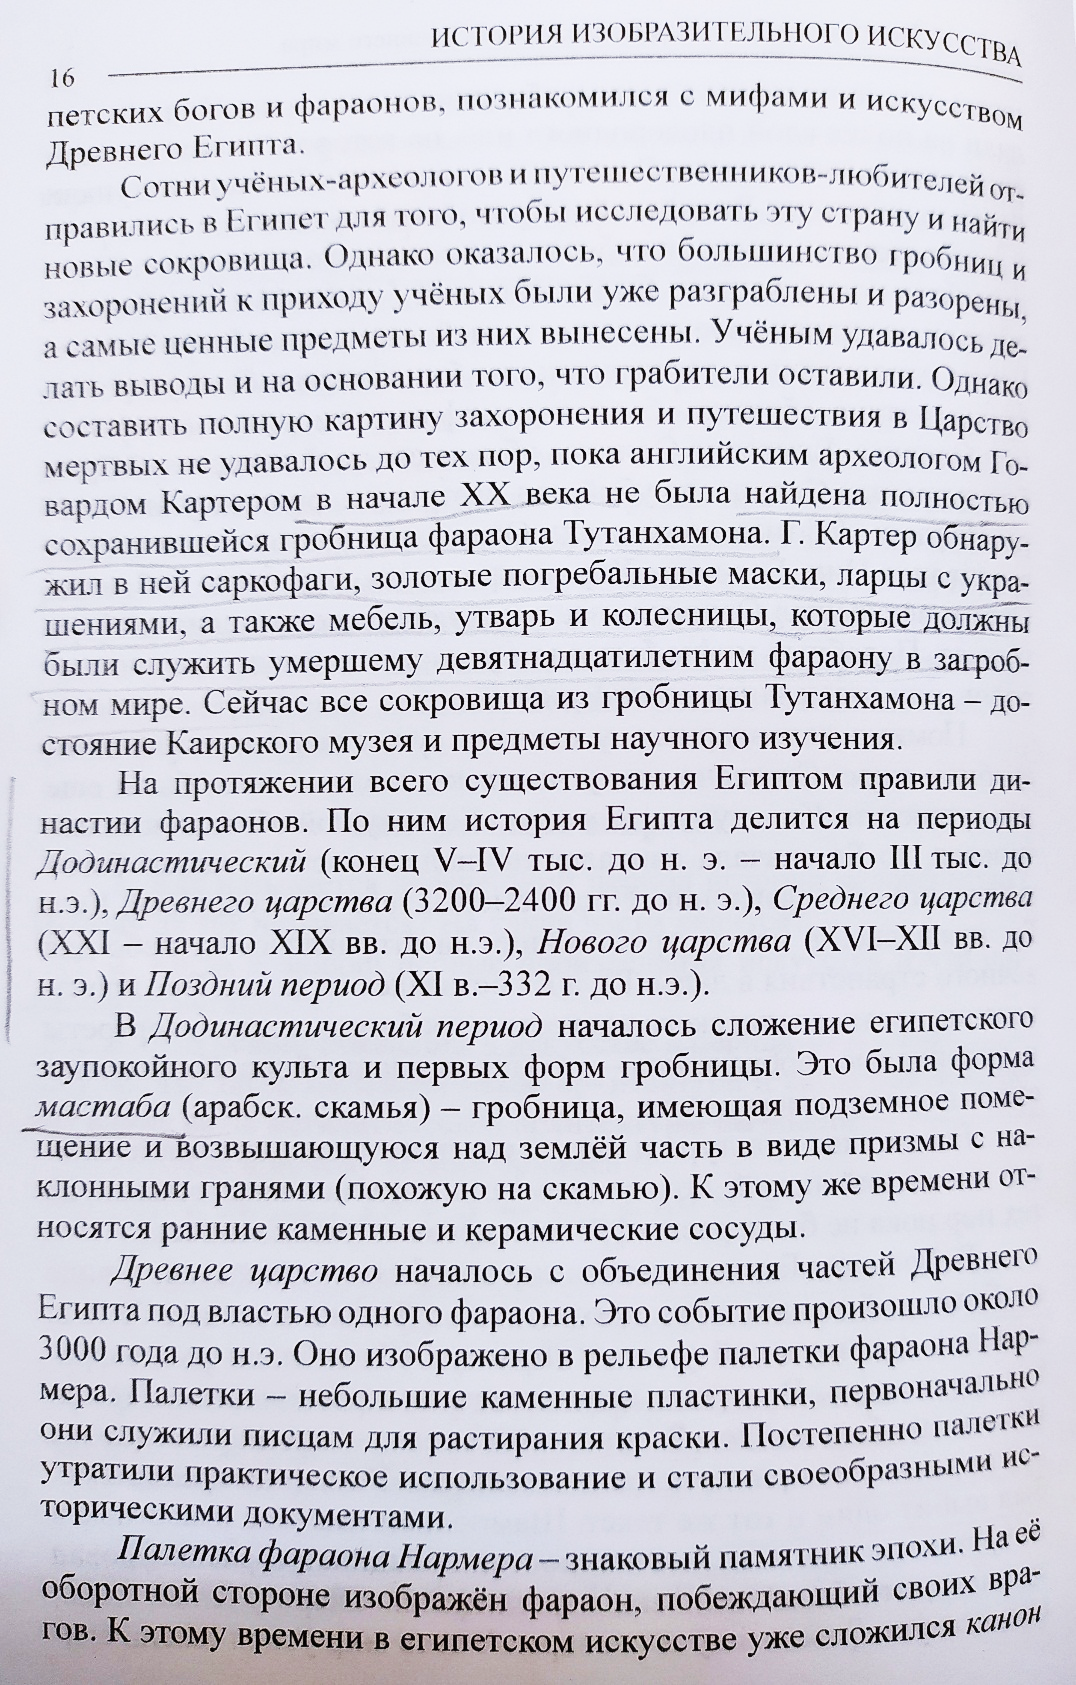 ИСТОРИЯ ИЗОБРАЗИТЕЛЬНОГО ИСКУССТВА
16
петских богов и фараонов, познакомился с мифами и искусством
Древнего Египта.
Сотни учёных-археологов и путешественников-любителей от-
правились в Египет для того, чтобы исследовать эту страну и найти
новые сокровища. Однако оказалось, что большинство гробниц и
захоронений к приходу учёных были уже разграблены и разорены,
а самые ценные предметы из них вынесены. Учёным удавалось де-
лать выводы и на основании того, что грабители оставили. Однако
составить полную картину захоронения и путешествия в Царство
мертвых не удавалось до тех пор, пока английским археологом Го-
вардом Картером в начале XX века не была найдена полностью
сохранившейся гробница фараона Тутанхамона. Г. Картер обнару-
жил в ней саркофаги, золотые погребальные маски, ларцы с укра-
шениями, а также мебель, утварь и колесницы, которые должны
были служить умершему девятнадцатилетним фараону в загроб-
ном мире. Сейчас все сокровища из гробницы Тутанхамона – до-
стояние Каирского музея и предметы научного изучения.
На протяжении всего существования Египтом правили ди-
настии фараонов. По ним история Египта делится на периоды
Додинастический (конец V–IV тыс. до н. э. – начало III тыс. до
н.э.), Древнего царства (3200–2400 гг. до н. э.), Среднего царства
(XXI – начало XIX вв. до н.э.), Нового царства (XVI–XII вв. до
н. э.) и Поздний период (XI в.–332 г. до н.э.).
В Додинастический период началось сложение египетского
заупокойного культа и первых форм гробницы. Это была форма
мастаба (арабск. скамья) – гробница, имеющая подземное поме-
щение и возвышающуюся над землёй часть в виде призмы с на-
клонными гранями (похожую на скамью). К этому же времени от-
носятся ранние каменные и керамические сосуды.
Древнее царство началось с объединения частей Древнего
Египта под властью одного фараона. Это событие произошло около
3000 года до н.э. Оно изображено в рельефе палетки фараона Нар-
мера. Палетки – небольшие каменные пластинки, первоначально
они служили писцам для растирания краски. Постепенно палетки
утратили практическое использование и стали своеобразными ис-
торическими документами.
Палетка фараона Нармера – знаковый памятник эпохи. На её
оборотной стороне изображён фараон, побеждающий своих вра-
гов. К этому времени в египетском искусстве уже сложился канон